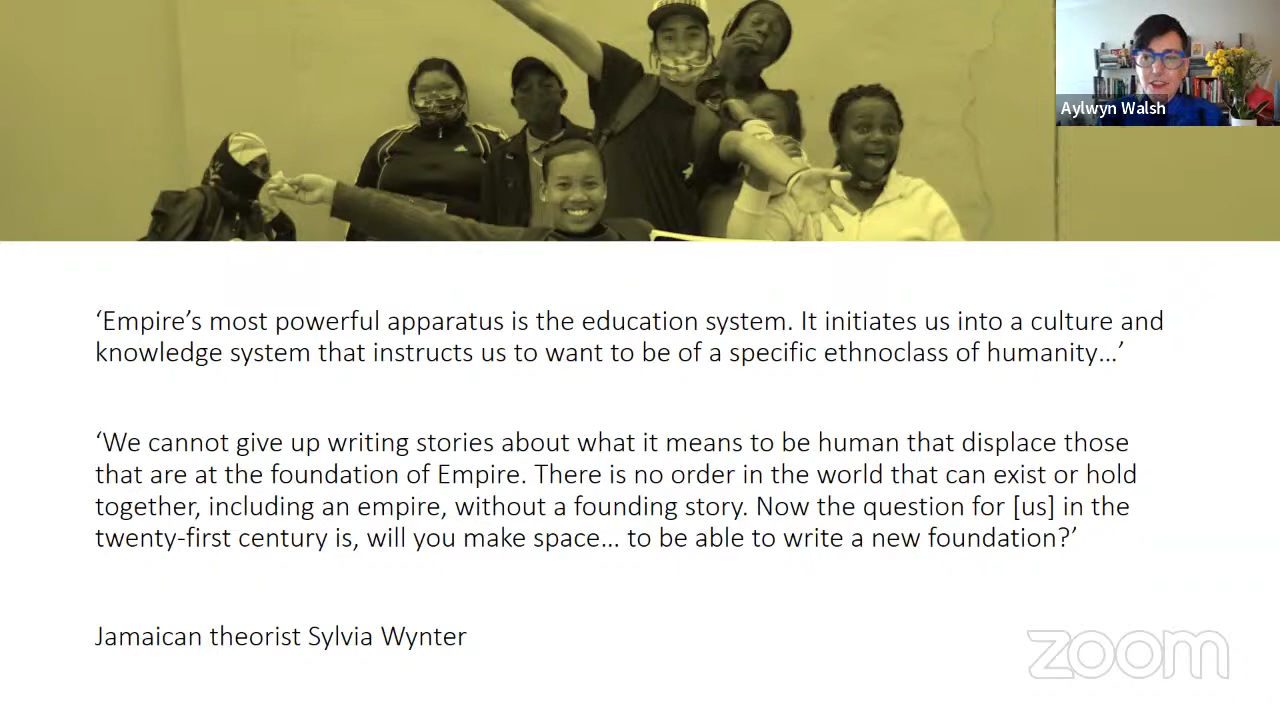 Aylwyn Walsh
‘Empire’s most powerful apparatus is the education system. It initiates us into a culture and
knowledge system that instructs us to want to be of a specific ethnoclass of humanity…’
‘We cannot give up writing stories about what it means to be human that displace those
that are at the foundation of Empire. There is no order in the world that can exist or hold
together, including an empire, without a founding story. Now the question for [us] in the
twenty-first century is, will you make space… to be able to write a new foundation?’
Jamaican theorist Sylvia Wynter
zoom